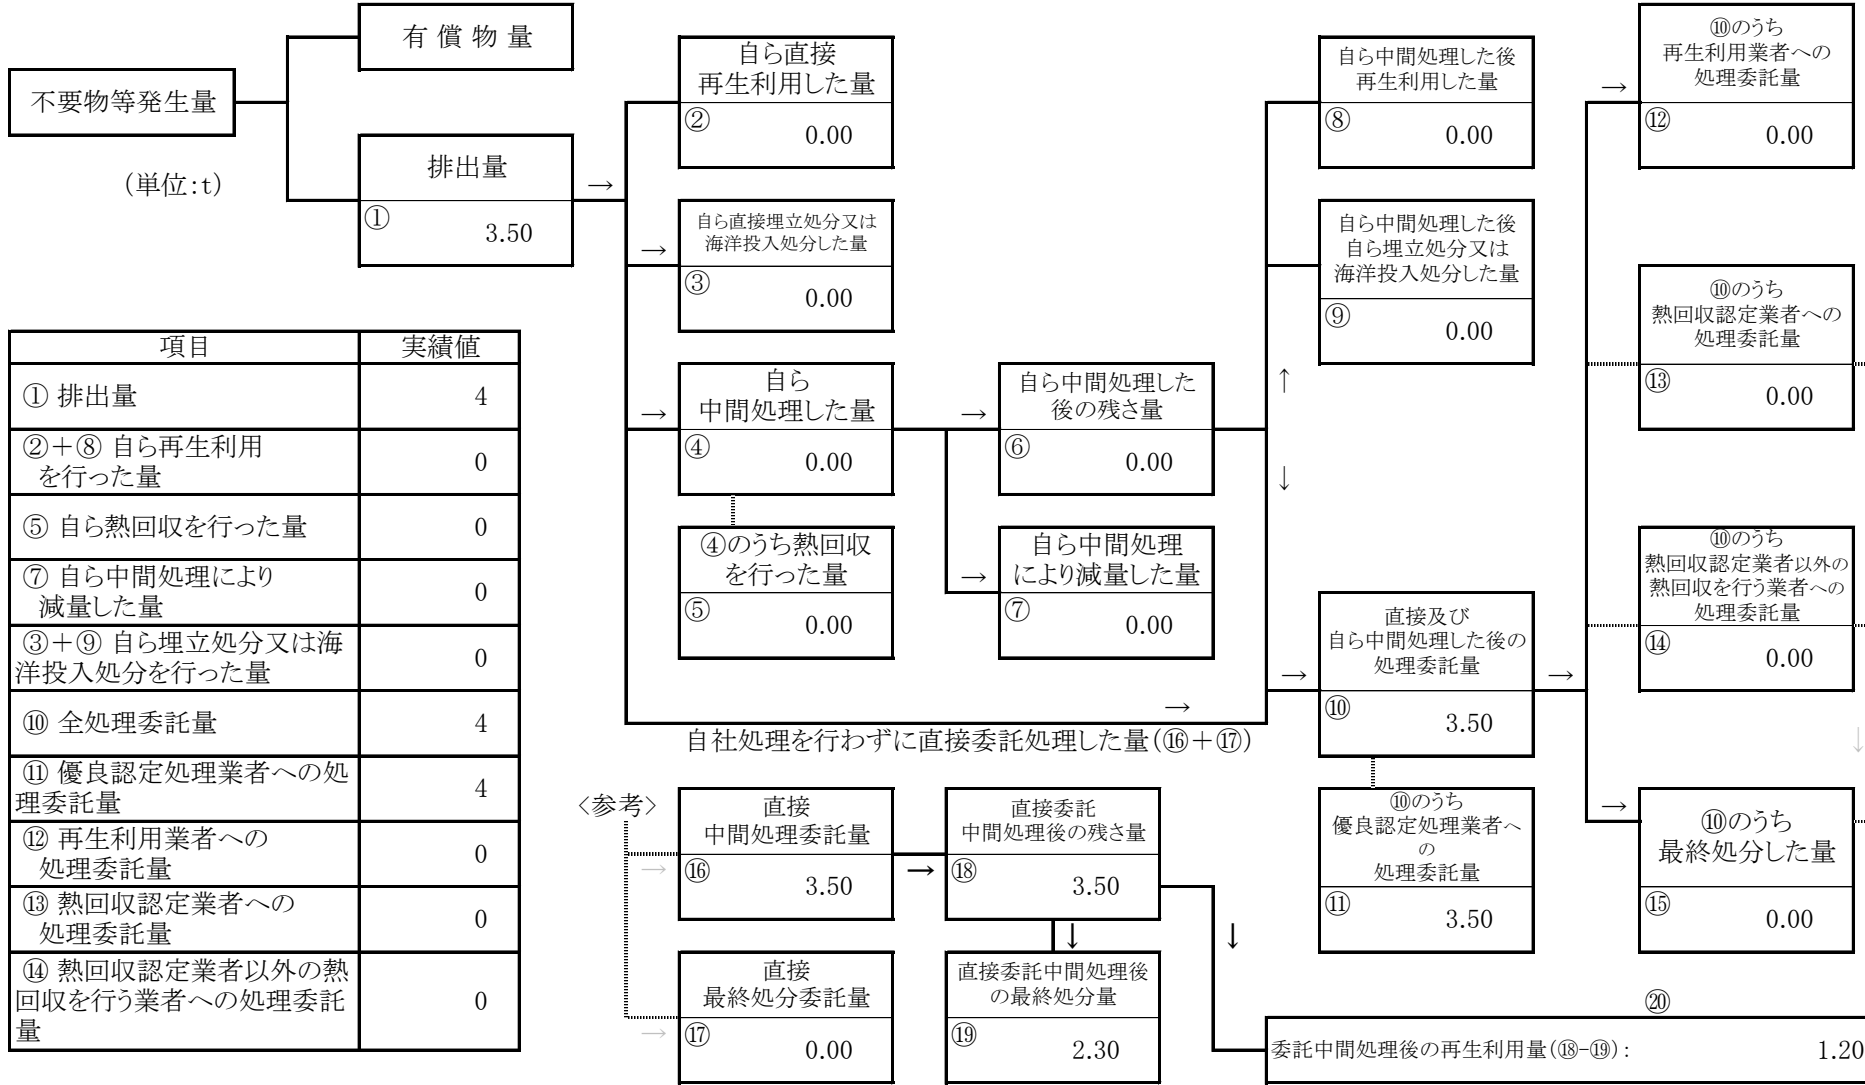 有 償 物 量
不要物等発生量
(単位:t)
排出量
①
3.50
→
自ら直接
再生利用した量
②
0.00
→
自ら直接埋立処分又は
海洋投入処分した量
③
0.00
→
自ら
中間処理した量
④
0.00
④のうち熱回収
を行った量
⑤
0.00
→
自ら中間処理した
後の残さ量
⑥
0.00
→
自ら中間処理
により減量した量
⑦
0.00
↑
↓
自ら中間処理した後
再生利用した量
⑧
0.00
自ら中間処理した後
自ら埋立処分又は
海洋投入処分した量
⑨
0.00
→
自社処理を行わずに直接委託処理した量(⑯+⑰)
→
直接及び
自ら中間処理した後の
処理委託量
⑩
3.50
⑩のうち
優良認定処理業者へ
の
処理委託量
⑪
3.50
→
→
⑩のうち
再生利用業者への
処理委託量
⑫
0.00
⑩のうち
熱回収認定業者への
処理委託量
⑬
0.00
⑩のうち
熱回収認定業者以外の
熱回収を行う業者への
処理委託量
⑭
0.00
↓
→
⑩のうち
最終処分した量
⑮
0.00
項目 実績値
① 排出量 4
②+⑧ 自ら再生利用
を行った量 0
⑤ 自ら熱回収を行った量 0
⑦ 自ら中間処理により
減量した量 0
③+⑨ 自ら埋立処分又は海
洋投入処分を行った量 0
⑩ 全処理委託量 4
⑪ 優良認定処理業者への処
理委託量 4
⑫ 再生利用業者への
処理委託量 0
⑬ 熱回収認定業者への
処理委託量 0
⑭ 熱回収認定業者以外の熱
回収を行う業者への処理委託
量 0
〈参考〉
→
直接
中間処理委託量
⑯
3.50
→
直接委託
中間処理後の残さ量
⑱
3.50
↓
↓
→
直接
最終処分委託量
⑰
0.00
直接委託中間処理後
の最終処分量
⑲
2.30
⑳
委託中間処理後の再生利用量(⑱-⑲): 1.20